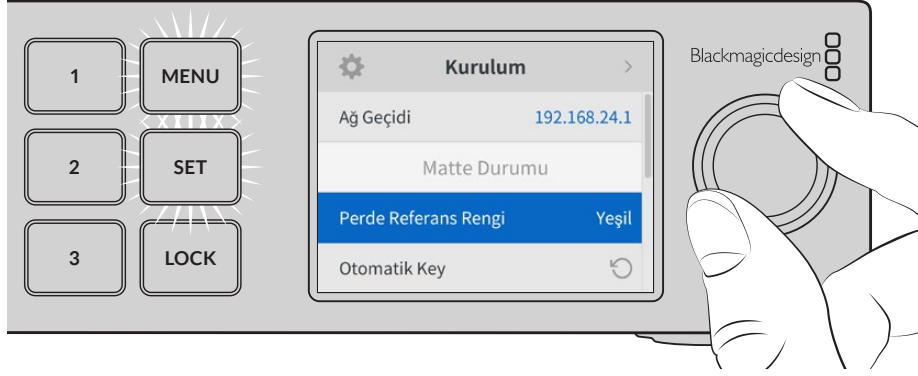 1
MENU
2
SET
3
LOCK
Kurulum
Ağ Geçidi 192.168.24.1
Matte Durumu
Perde Referans Rengi Yeşil
Otomatik Key
Blackmagicdesign